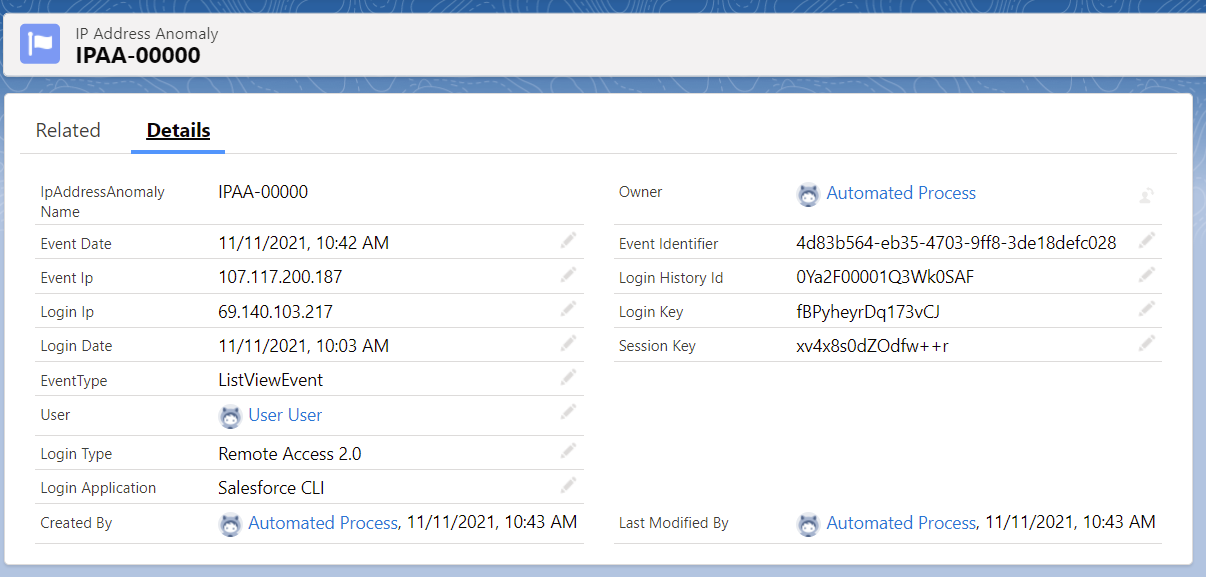 IP Address Anomaly
IPAA-00000
Related Details
IpAddressAnomaly Name IPAA-00000
Owner Automated Process
Event Date 11/11/2021, 10:42 AM
Event Identifier 4d83b564-eb35-4703-9ff8-3de18defc028
Event Ip 107.117.200.187
Login History Id 0Ya2F00001Q3Wk0SAF
Login Ip 69.140.103.217
Login Key fBPyheyrDq173vCJ
Login Date 11/11/2021, 10:03 AM
Session Key xv4x8s0dZOdfw++r
EventType ListViewEvent
User User User
Login Type Remote Access 2.0
Login Application Salesforce CLI
Created By Automated Process, 11/11/2021, 10:43 AM
Last Modified By Automated Process, 11/11/2021, 10:43 AM